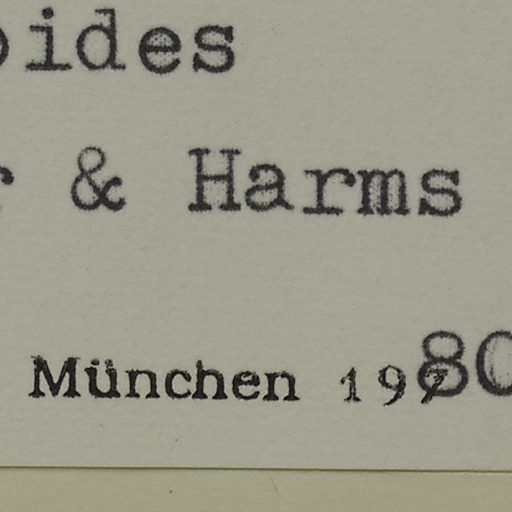 oides
r & Harms
München 1980